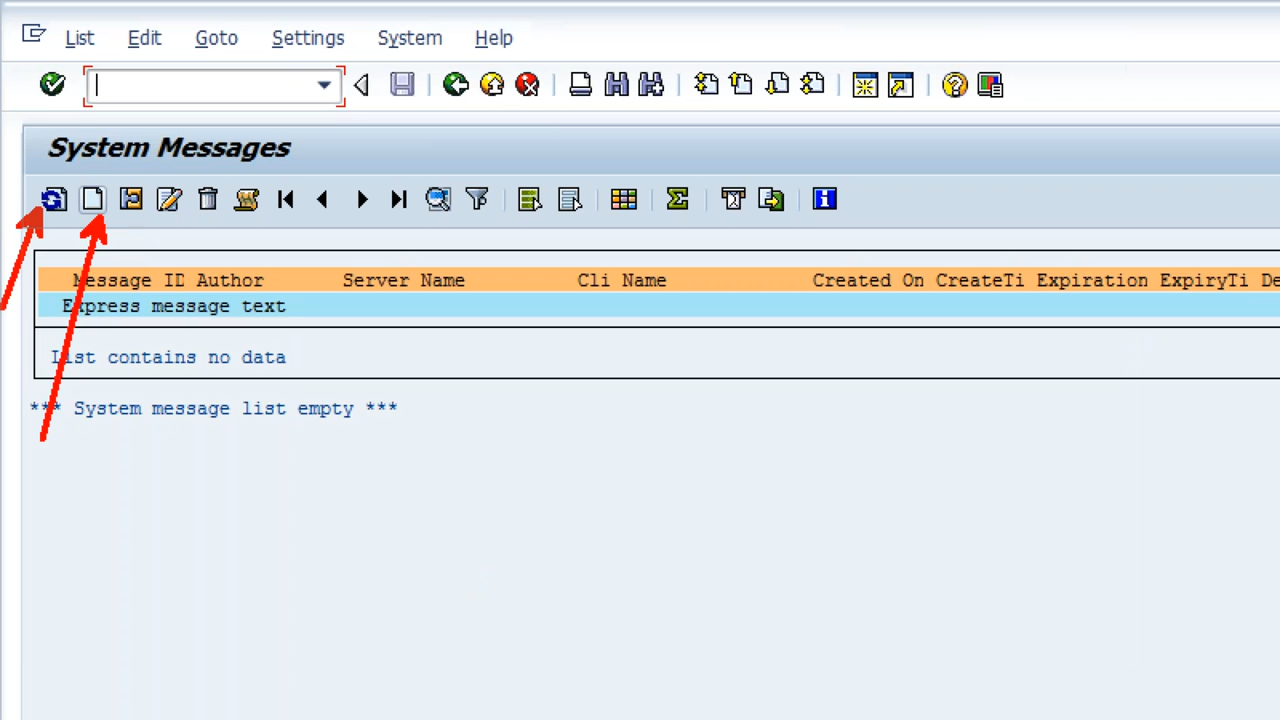 List Edit Goto Settings System Help
System Messages
Message ID Author Server Name Cli Name Created On CreateTi Expiration ExpiryTi De
Express message text
List contains no data
*** System message list empty ***